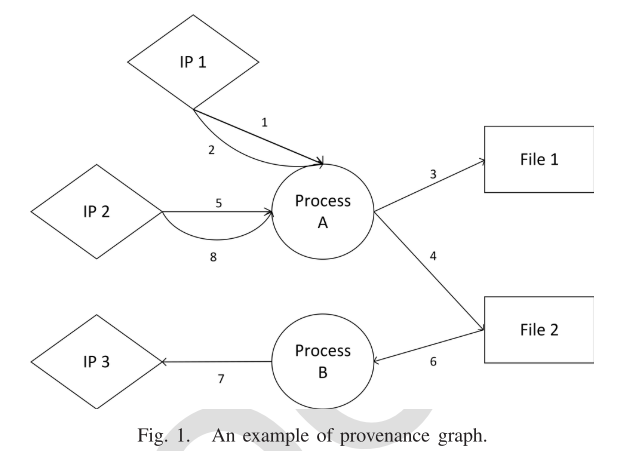 IP 1
1
2
3
File 1
IP 2
5
Process
A
8
4
File 2
IP 3
7
Process
B
6
Fig. 1. An example of provenance graph.